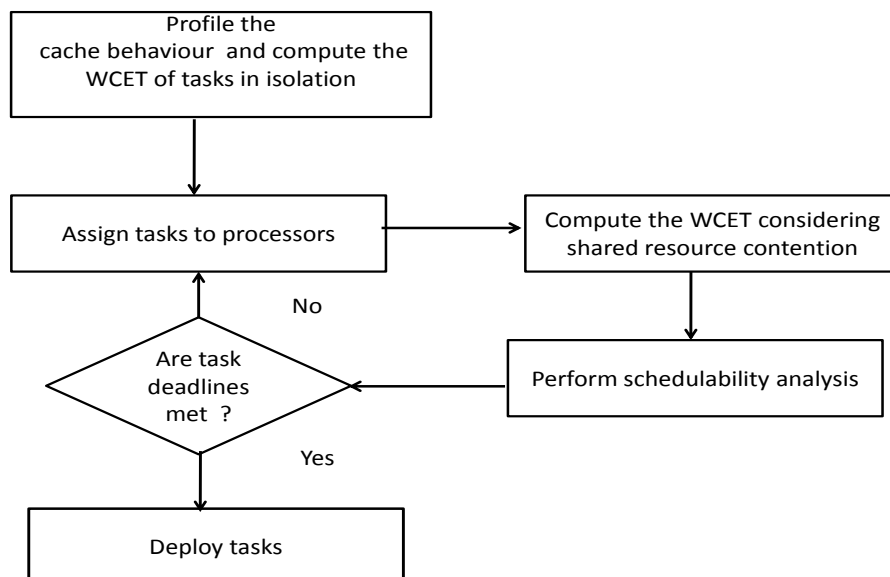 Profile the
cache behaviour and compute the
WCET of tasks in isolation
Assign tasks to processors
Compute the WCET considering
shared resource contention
No
Are task
deadlines
met ?
Perform schedulability analysis
Yes
Deploy tasks